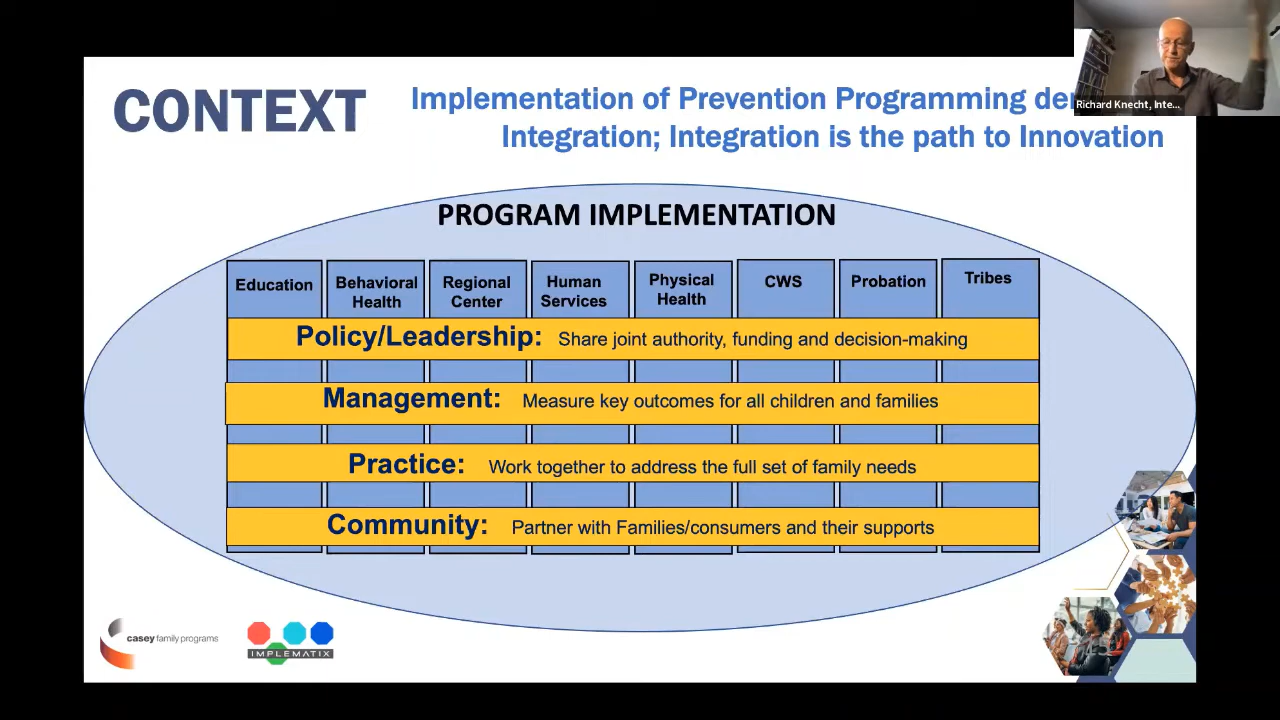 CONTEXT
Implementation of Prevention Programming
Integration; Integration is the path to Innovation
Richard Knecht, Inte...
PROGRAM IMPLEMENTATION
Education
Behavioral
Health
Regional
Center
Human
Services
Physical
Health
CWS
Probation
Tribes
Policy/Leadership: Share joint authority, funding and decision-making
Management: Measure key outcomes for all children and families
Practice: Work together to address the full set of family needs
Community: Partner with Families/consumers and their supports
casey family programs
IMPLEMATIX